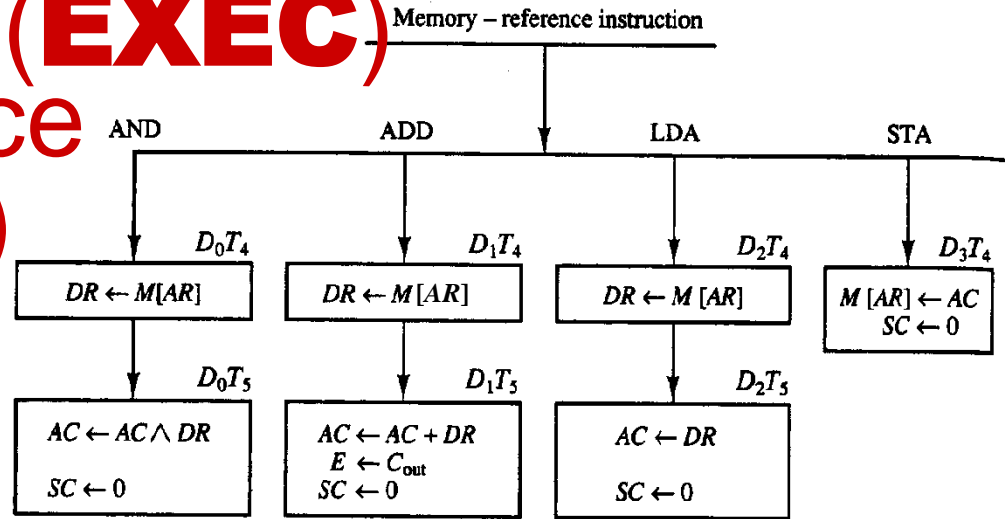 (EXEC)
ce
)
Memory – reference instruction
AND ADD LDA STA
D₀T₄ D₁T₄ D₂T₄ D₃T₄
DR ← M[AR] DR ← M[AR] DR ← M [AR] M [AR] ← AC
SC ← 0
D₀T₅ D₁T₅ D₂T₅
AC ← AC ∧ DR AC ← AC + DR AC ← DR
E ← Cout
SC ← 0 SC ← 0 SC ← 0